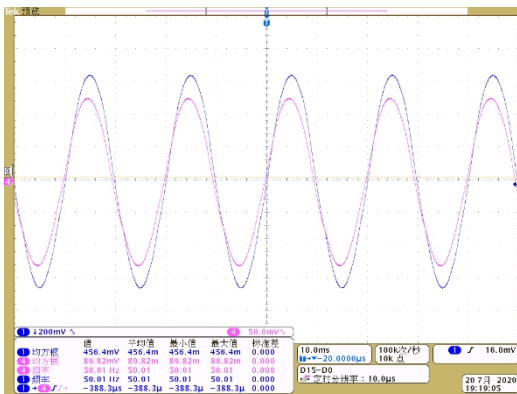 Tek 预览
1 200mV
4 50.0mV
值 平均值 最小值 最大值 标准差
1 均方根 456.4mV 456.4m 456.4m 456.4m 0.000
4 均方根 89.82mV 89.82m 89.82m 89.82m 0.000
4 频率 50.01 Hz 50.01 50.01 50.01 0.000
1 频率 50.01 Hz 50.01 50.01 50.01 0.000
1 → 4 -388.3μs -388.3μ -388.3μ -388.3μ 0.000
10.0ms
-20.0000μs
100k次/秒
10k 点
1 16.0mV
D15-D0
定时分辨率：10.0μs
20 7月 2020
19:19:05